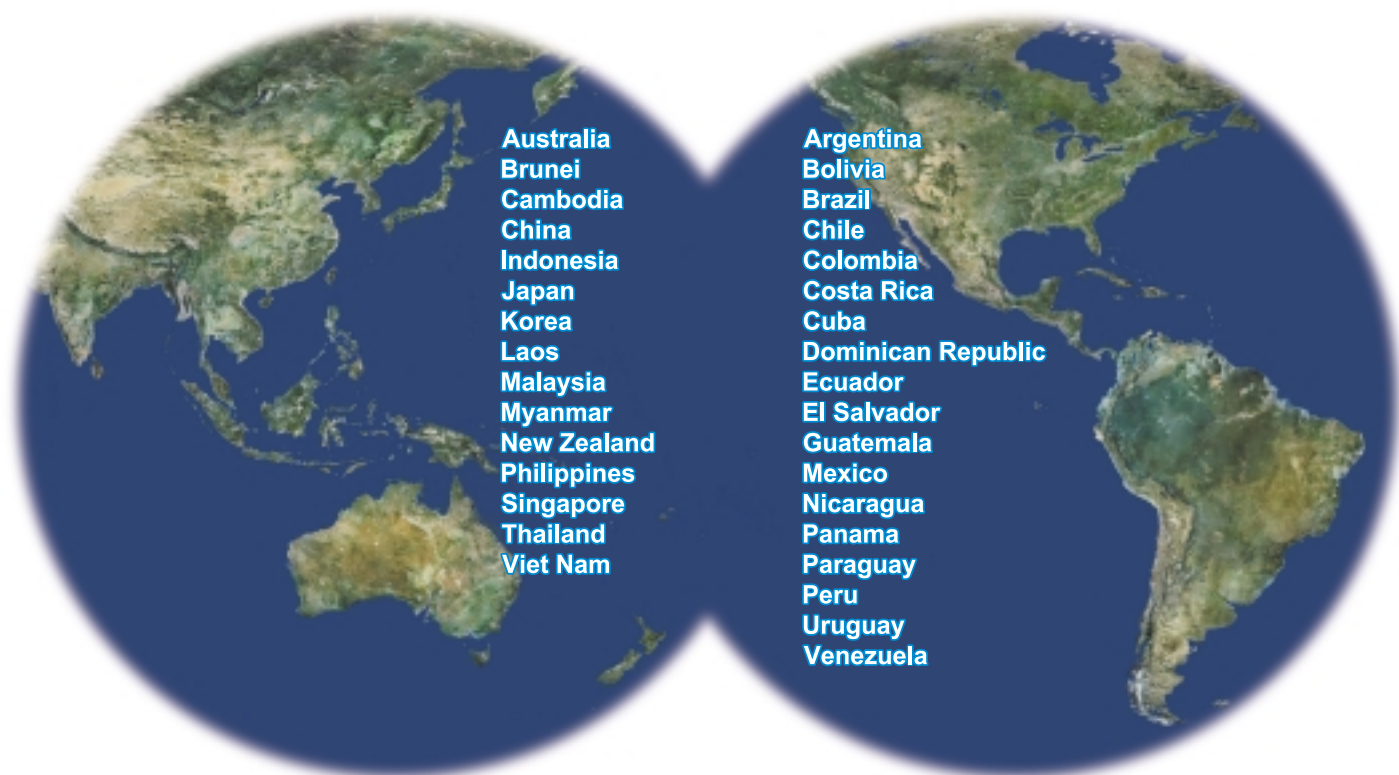 Australia
Brunei
Cambodia
China
Indonesia
Japan
Korea
Laos
Malaysia
Myanmar
New Zealand
Philippines
Singapore
Thailand
Viet Nam
Argentina
Bolivia
Brazil
Chile
Colombia
Costa Rica
Cuba
Dominican Republic
Ecuador
El Salvador
Guatemala
Mexico
Nicaragua
Panama
Paraguay
Peru
Uruguay
Venezuela